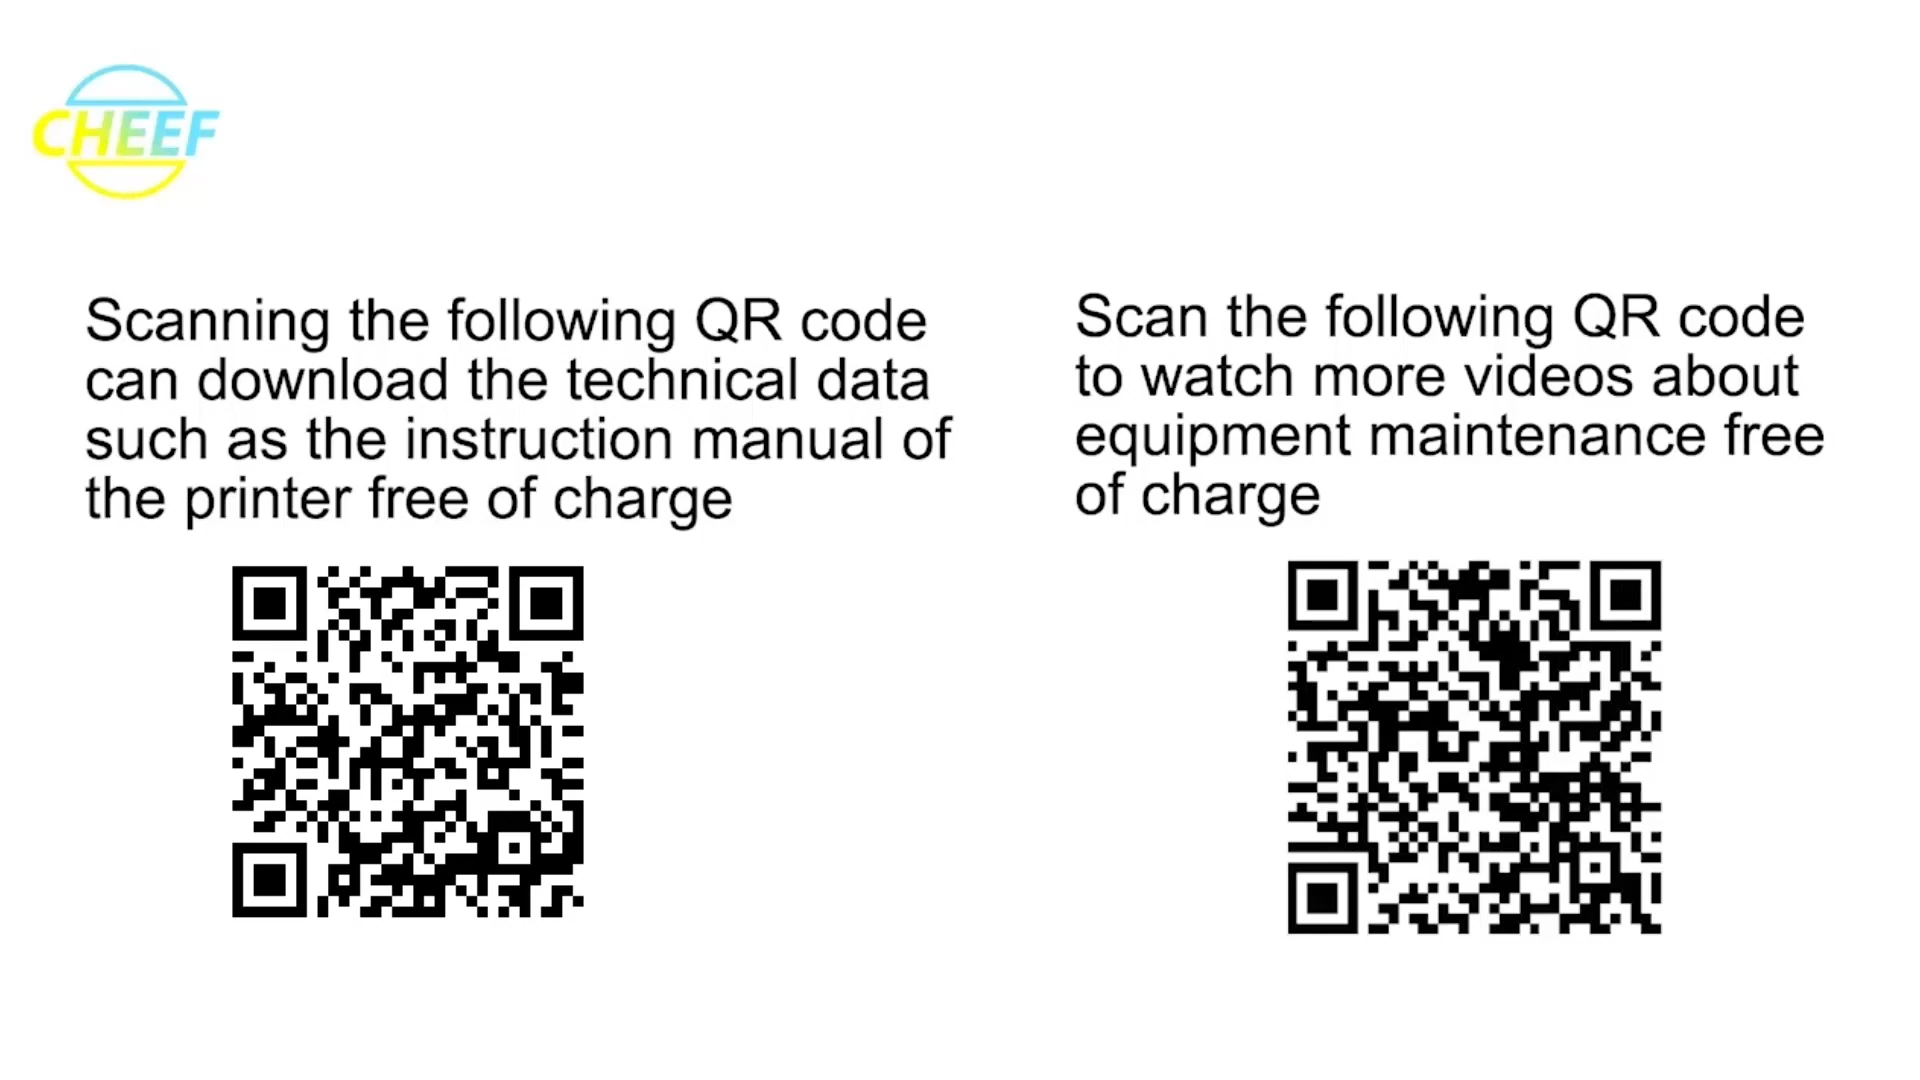 CHEEF
Scanning the following QR code
can download the technical data
such as the instruction manual of
the printer free of charge
Scan the following QR code
to watch more videos about
equipment maintenance free
of charge